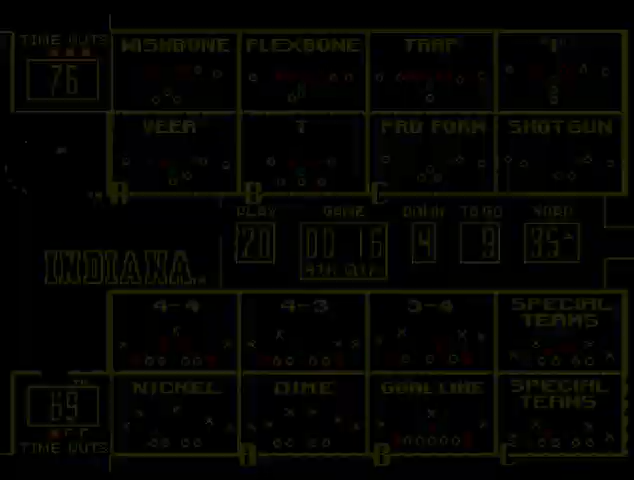 TIME OUTS
76
WISHBONE FLEXBONE TRAP "I"
VEER T PRO FORM SHOTGUN
A B C
PLAY GAME DOWN TO GO YARD
20 00:16 4 9 35
4TH QTR
INDIANA
4-4 4-3 3-4 SPECIAL TEAMS
69
NICKEL DIME GOAL LINE SPECIAL TEAMS
TIME OUTS
A B C